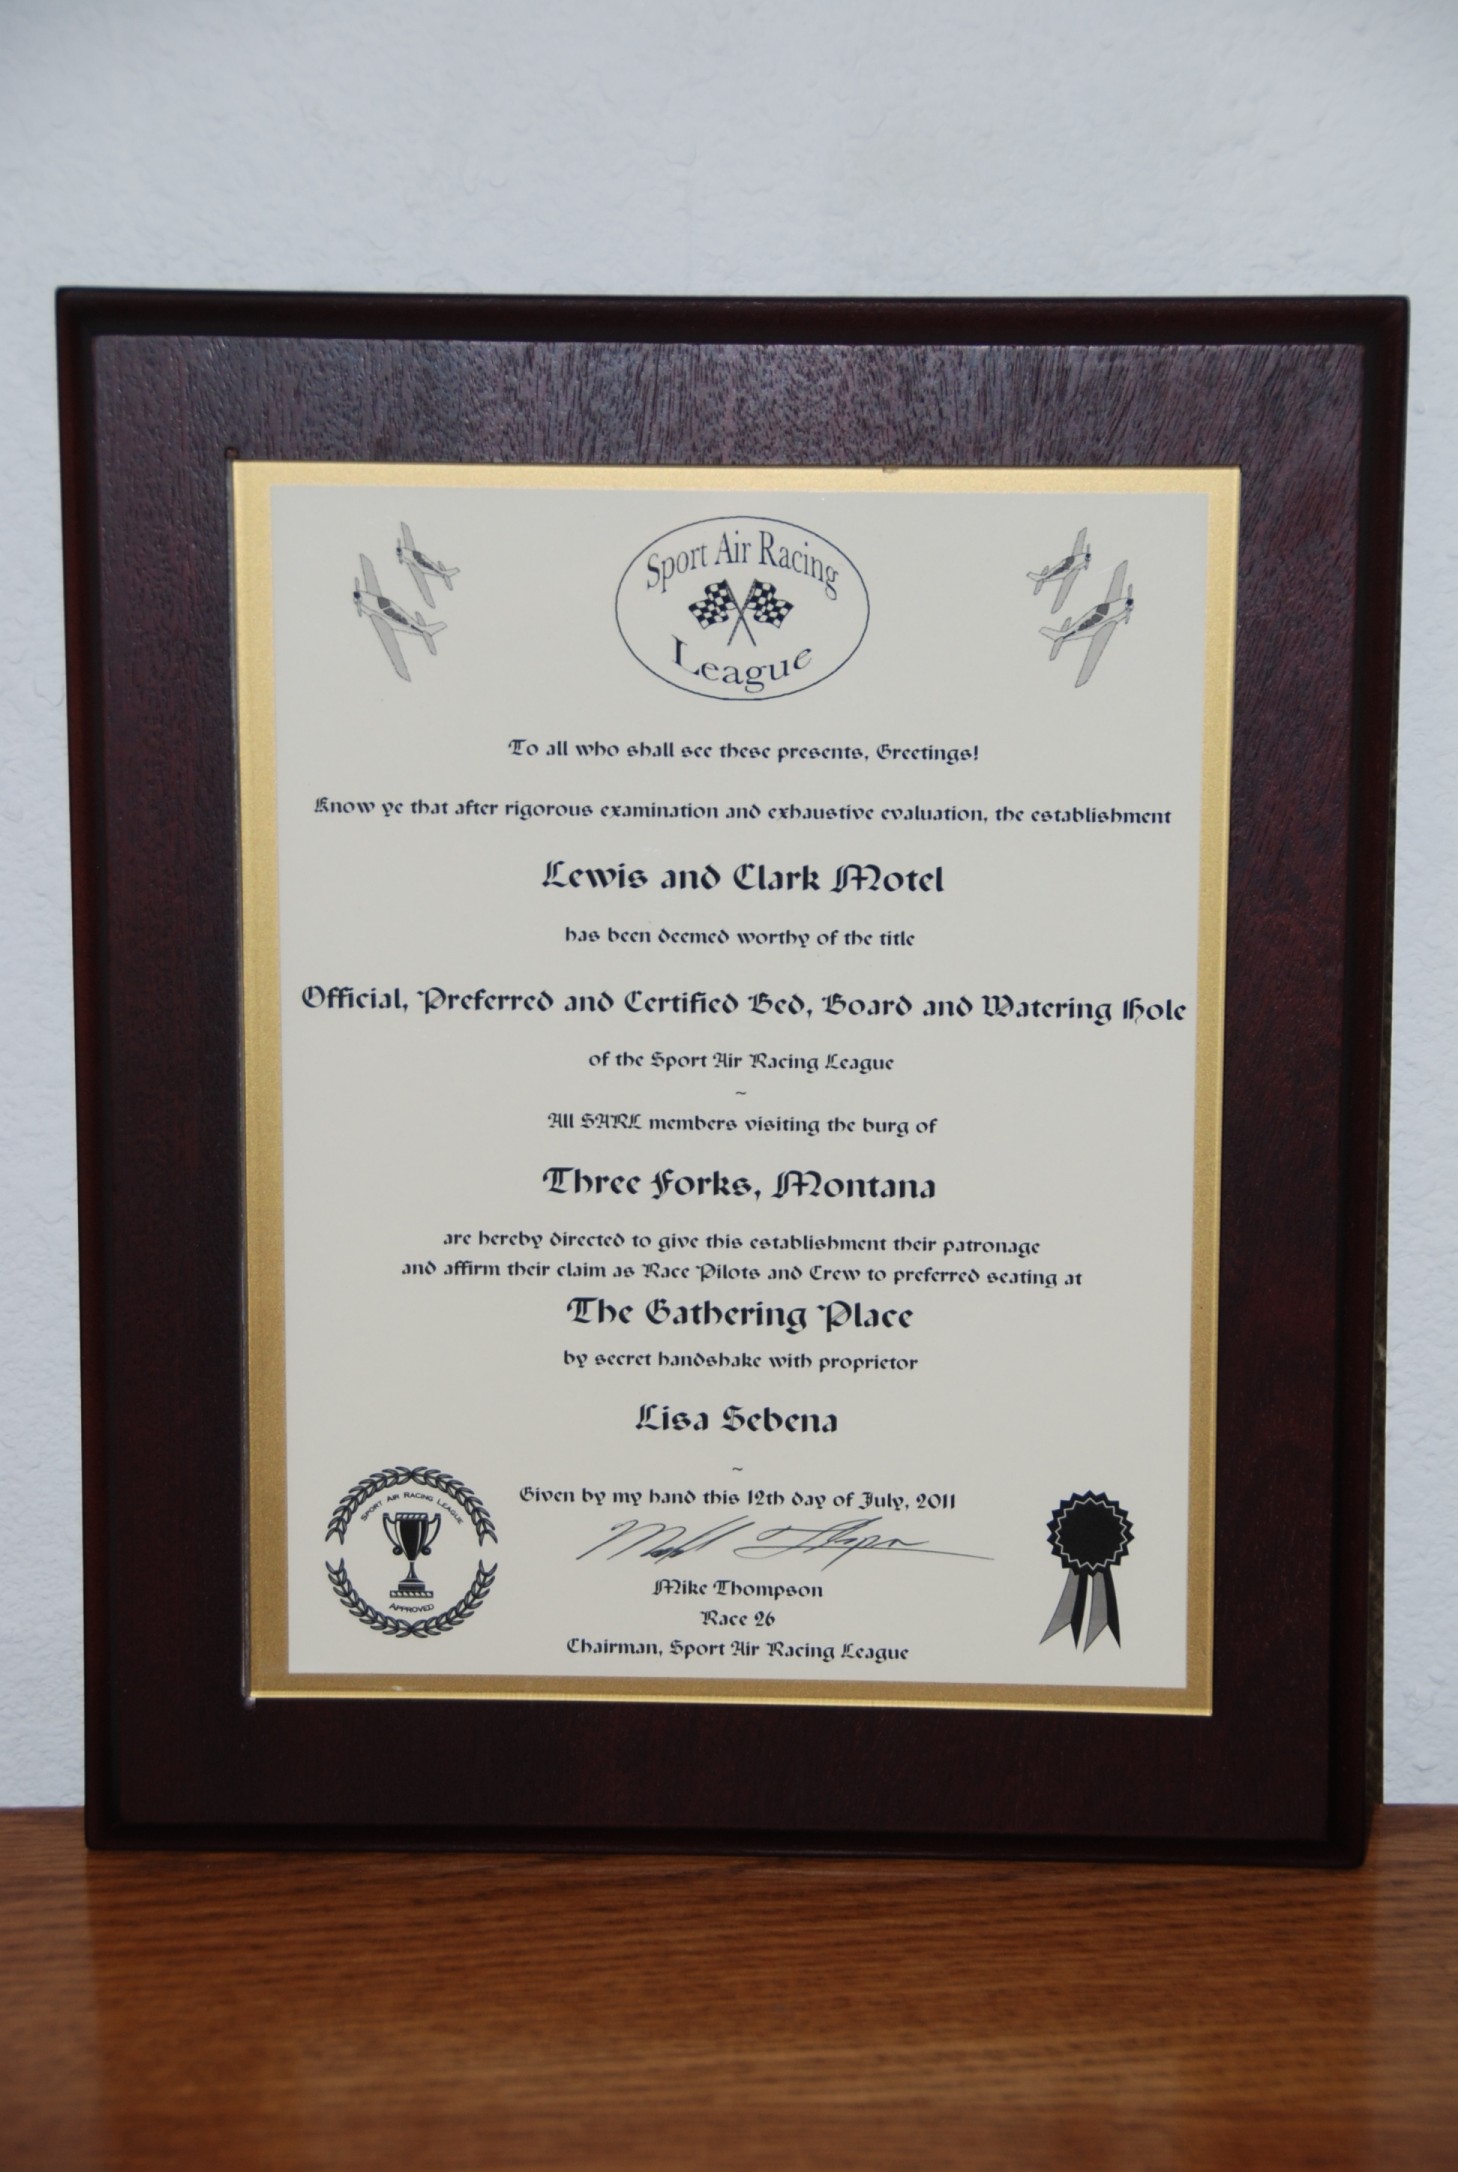 Sport Air Racing
League
To all who shall see these presents, Greetings!
Know ye that after rigorous examination and exhaustive evaluation, the establishment
Lewis and Clark Motel
has been deemed worthy of the title
Official, Preferred and Certified Bed, Board and Watering Hole
of the Sport Air Racing League
~
All SARL members visiting the burg of
Three Forks, Montana
are hereby directed to give this establishment their patronage
and affirm their claim as Race Pilots and Crew to preferred seating at
The Gathering Place
by secret handshake with proprietor
Lisa Sebena
~
Given by my hand this 12th day of July, 2011
Mike Thompson
Race 26
Chairman, Sport Air Racing League
SPORT AIR RACING LEAGUE
APPROVED